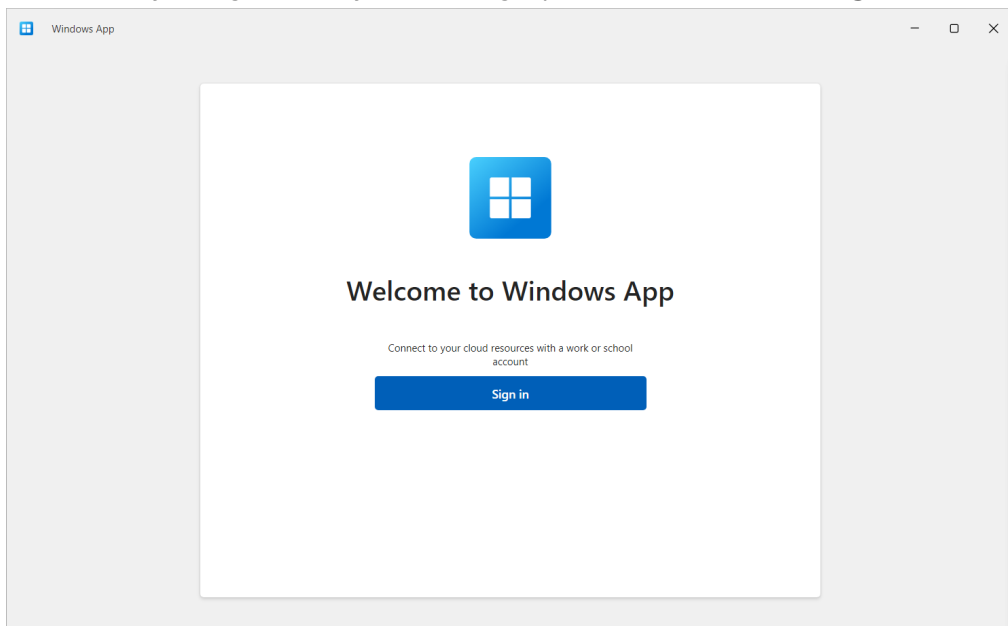 Windows App
Welcome to Windows App
Connect to your cloud resources with a work or school
account
Sign in